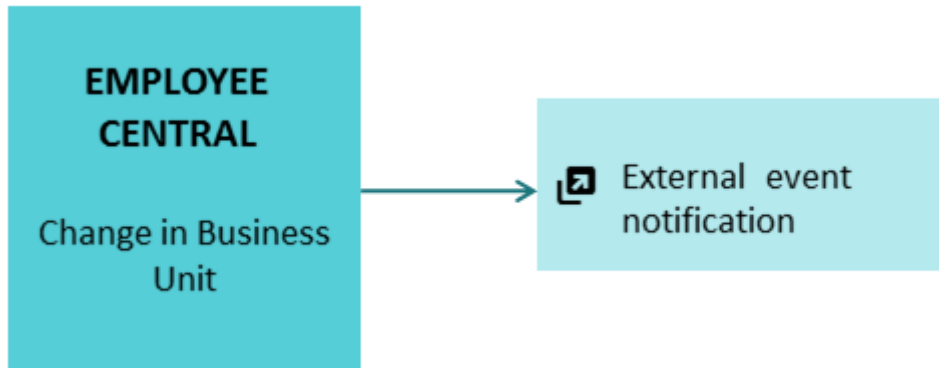 EMPLOYEE
CENTRAL
Change in Business
Unit
External event
notification